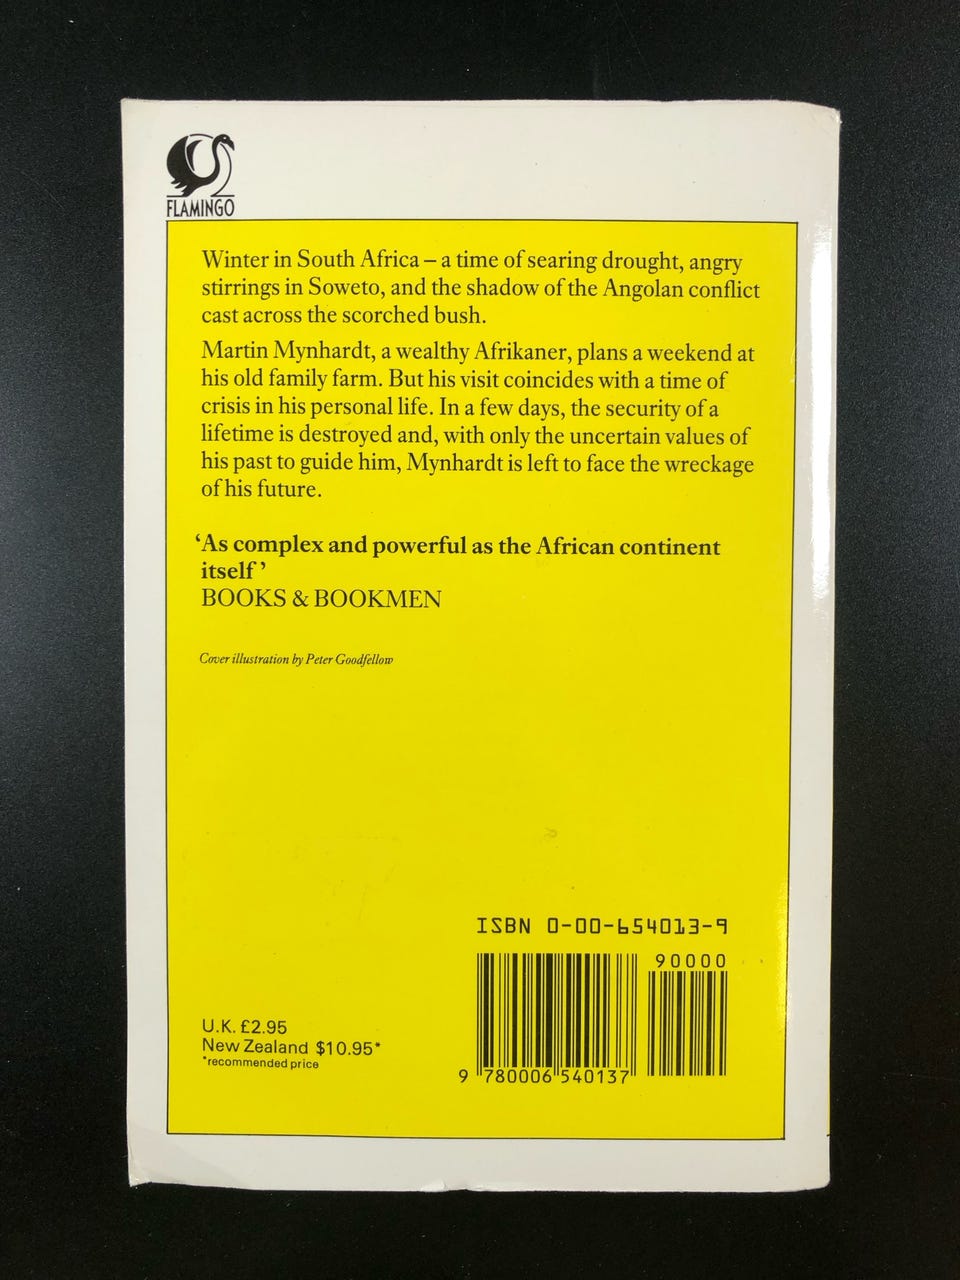 FLAMINGO
Winter in South Africa – a time of searing drought, angry
stirrings in Soweto, and the shadow of the Angolan conflict
cast across the scorched bush.
Martin Mynhardt, a wealthy Afrikaner, plans a weekend at
his old family farm. But his visit coincides with a time of
crisis in his personal life. In a few days, the security of a
lifetime is destroyed and, with only the uncertain values of
his past to guide him, Mynhardt is left to face the wreckage
of his future.
‘As complex and powerful as the African continent
itself’
BOOKS & BOOKMEN
Cover illustration by Peter Goodfellow
ISBN 0-00-654013-9
90000
U.K. £2.95
New Zealand $10.95*
*recommended price
9 780006 540137